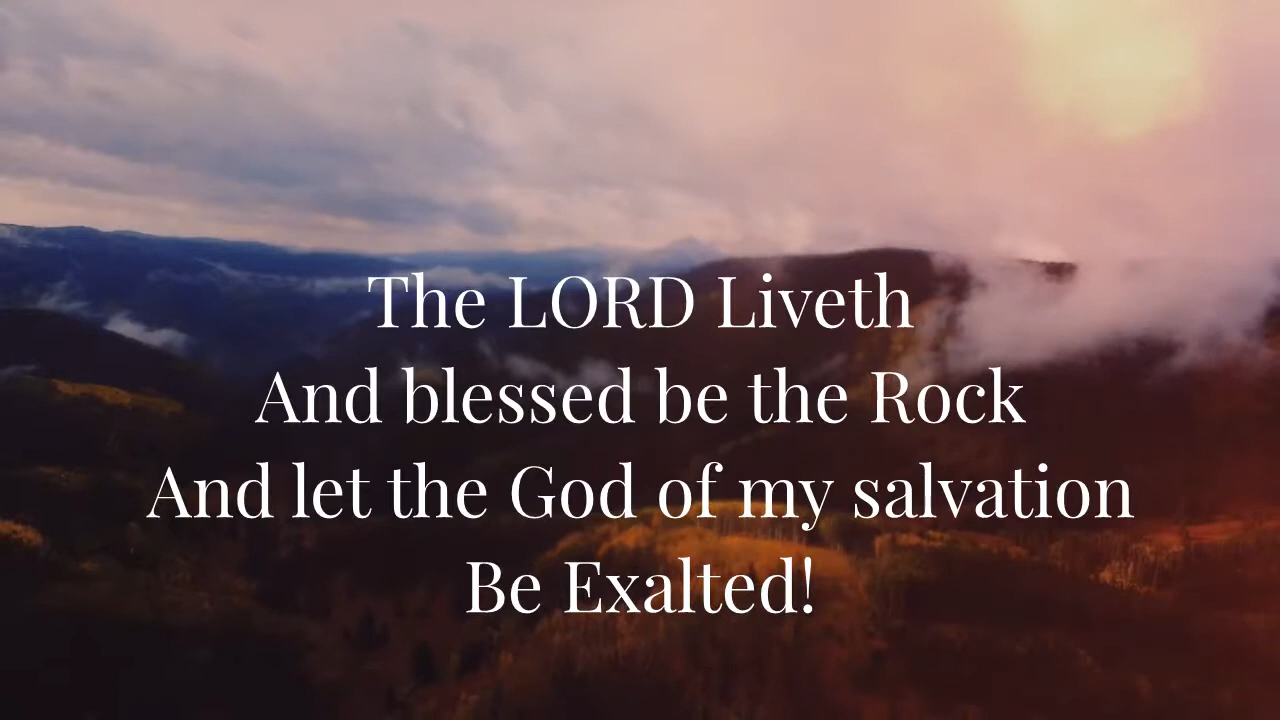 The LORD Liveth
And blessed be the Rock
And let the God of my salvation
Be Exalted!